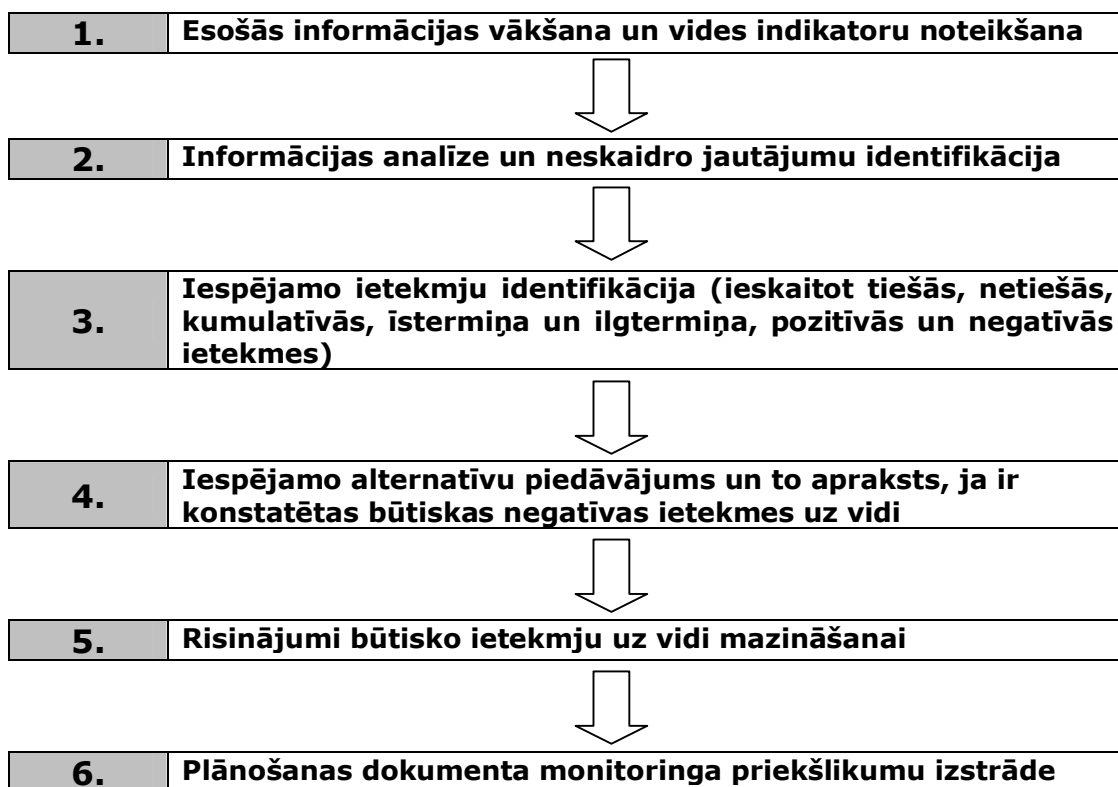 1. Esošās informācijas vākšana un vides indikatoru noteikšana
2. Informācijas analīze un neskaidro jautājumu identifikācija
3. Iespējamo ietekmju identifikācija (ieskaitot tiešās, netiešās,
kumulatīvās, īstermiņa un ilgtermiņa, pozitīvās un negatīvās
ietekmes)
4. Iespējamo alternatīvu piedāvājums un to apraksts, ja ir
konstatētas būtiskas negatīvas ietekmes uz vidi
5. Risinājumi būtisko ietekmju uz vidi mazināšanai
6. Plānošanas dokumenta monitoringa priekšlikumu izstrāde